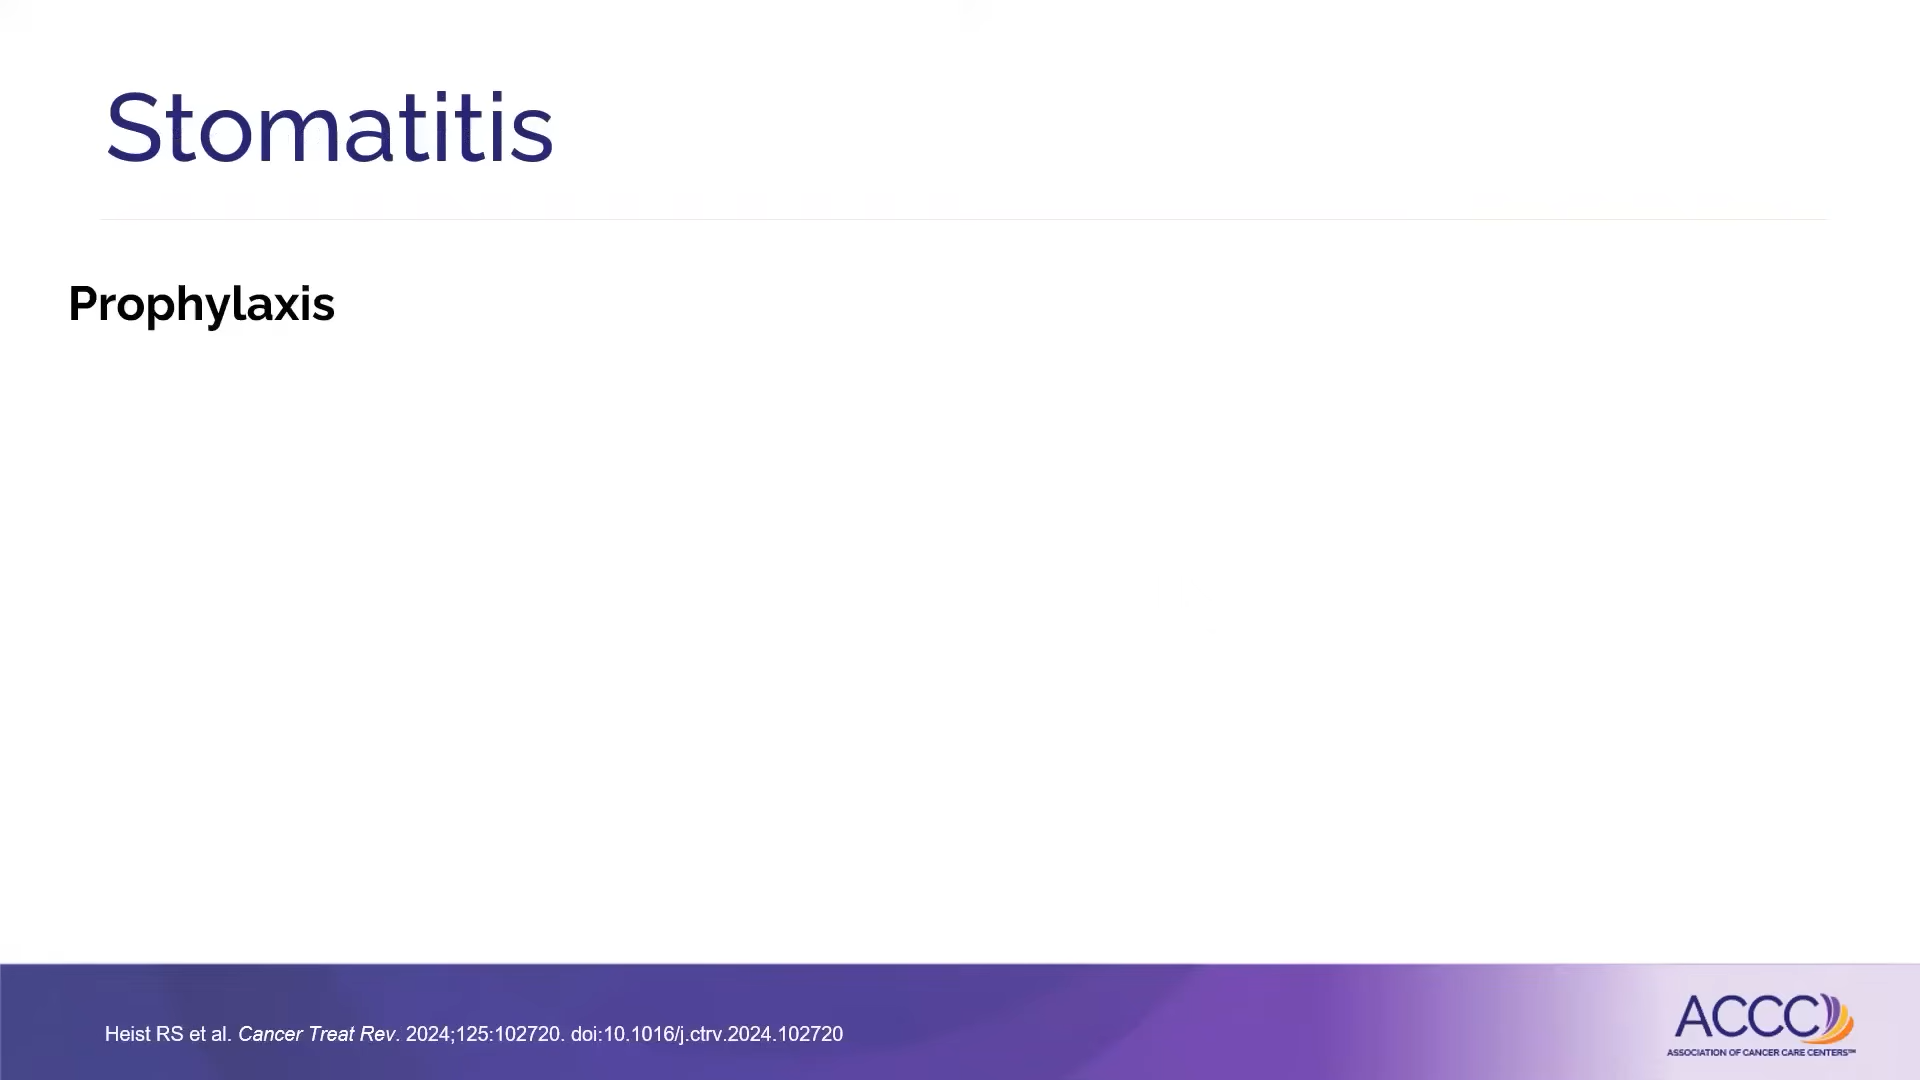 Stomatitis
Prophylaxis
Heist RS et al. Cancer Treat Rev. 2024;125:102720. doi:10.1016/j.ctrv.2024.102720
ACCC
ASSOCIATION OF CANCER CARE CENTERS™